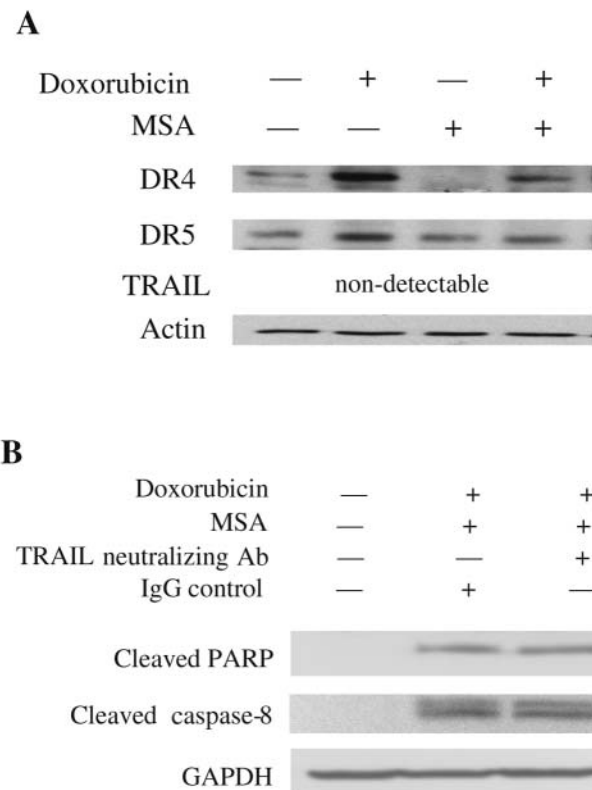 A
Doxorubicin — + — +
MSA — — + +
DR4
DR5
TRAIL non-detectable
Actin
B
Doxorubicin — + +
MSA — + +
TRAIL neutralizing Ab — — +
IgG control — + —
Cleaved PARP
Cleaved caspase-8
GAPDH